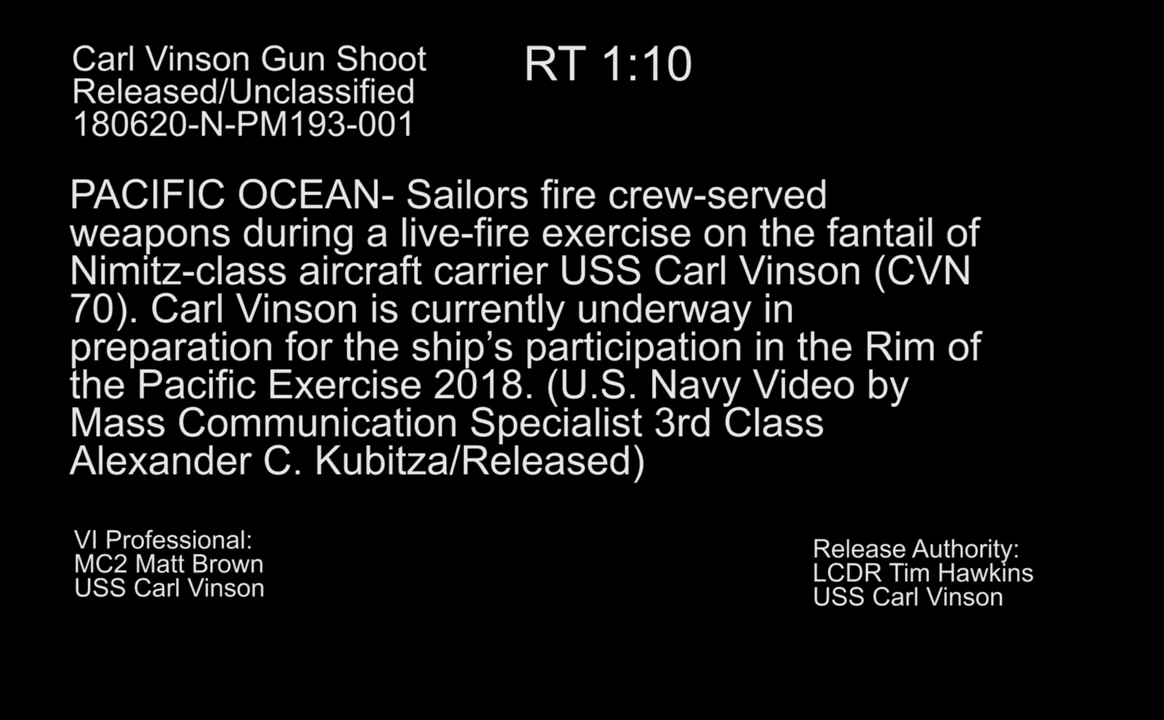 Carl Vinson Gun Shoot
Released/Unclassified
180620-N-PM193-001
RT 1:10
PACIFIC OCEAN- Sailors fire crew-served
weapons during a live-fire exercise on the fantail of
Nimitz-class aircraft carrier USS Carl Vinson (CVN
70). Carl Vinson is currently underway in
preparation for the ship’s participation in the Rim of
the Pacific Exercise 2018. (U.S. Navy Video by
Mass Communication Specialist 3rd Class
Alexander C. Kubitza/Released)
VI Professional:
MC2 Matt Brown
USS Carl Vinson
Release Authority:
LCDR Tim Hawkins
USS Carl Vinson